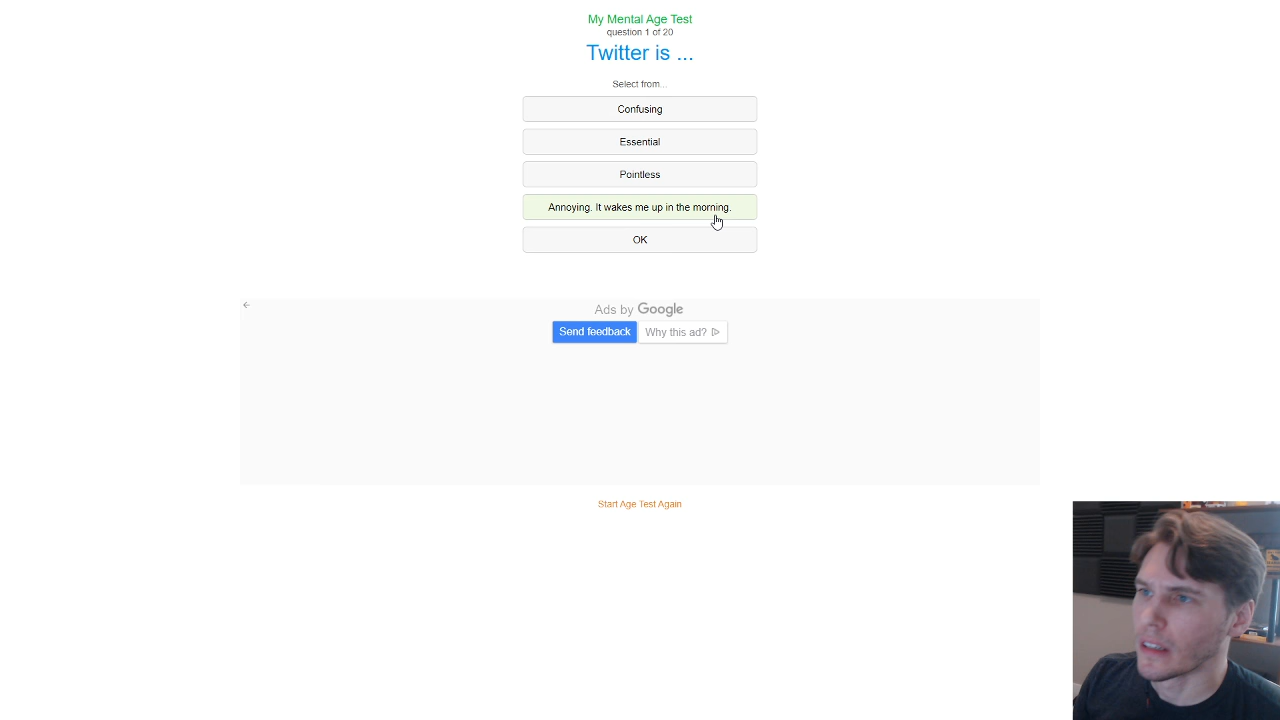 My Mental Age Test
question 1 of 20
Twitter is ...
Select from...
Confusing
Essential
Pointless
Annoying. It wakes me up in the morning.
OK
Ads by Google
Send feedback
Why this ad?
Start Age Test Again